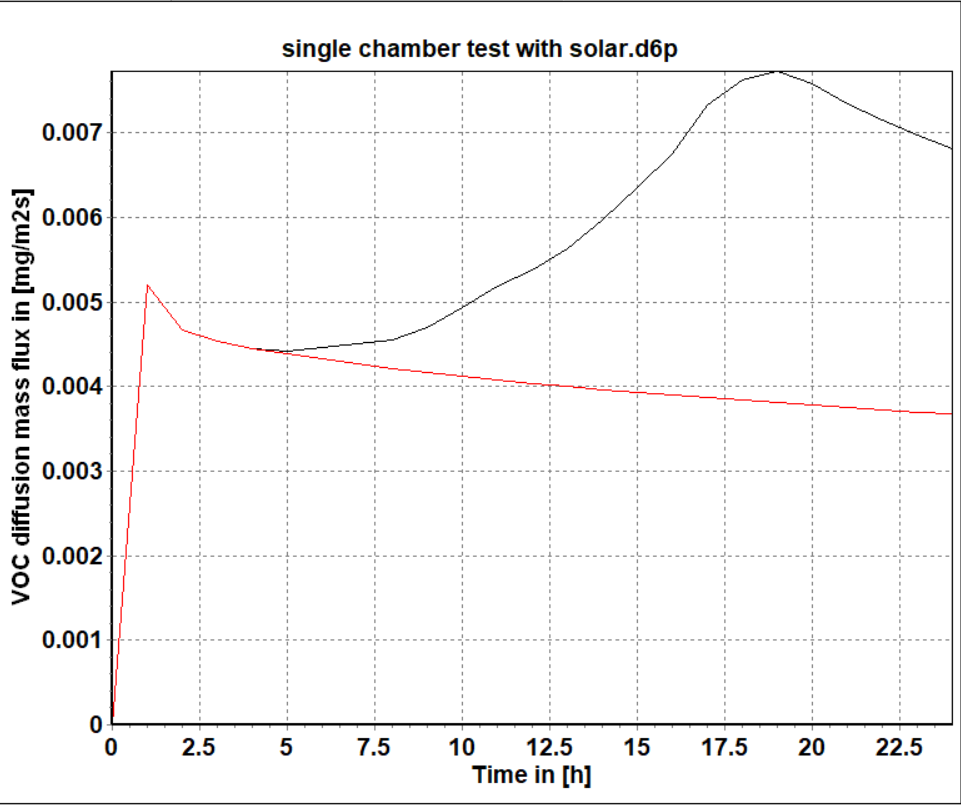 single chamber test with solar.d6p
VOC diffusion mass flux in [mg/m2s]
0.007
0.006
0.005
0.004
0.003
0.002
0.001
0
0 2.5 5 7.5 10 12.5 15 17.5 20 22.5
Time in [h]